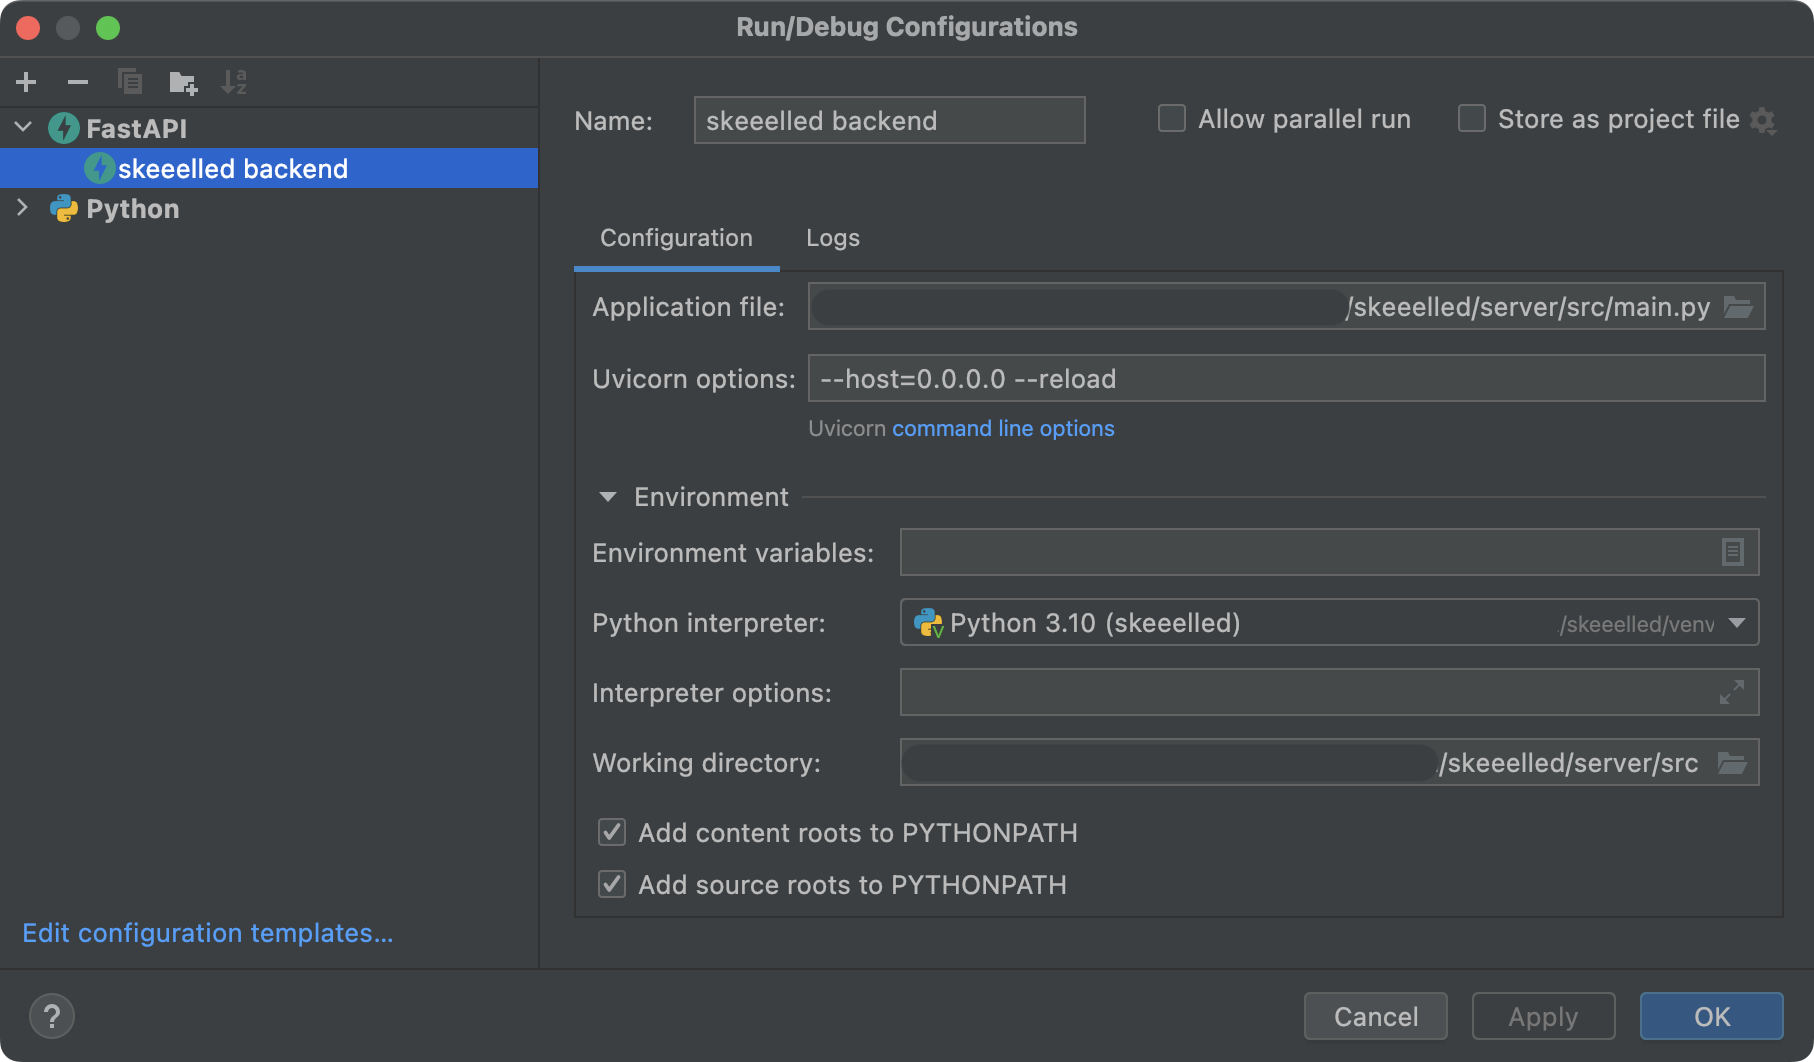 Run/Debug Configurations
FastAPI
skeeelled backend
Python
Edit configuration templates...
Name: skeeelled backend
Allow parallel run
Store as project file
Configuration Logs
Application file: /skeeelled/server/src/main.py
Uvicorn options: --host=0.0.0.0 --reload
Uvicorn command line options
Environment
Environment variables:
Python interpreter: Python 3.10 (skeeelled) /skeeelled/venv
Interpreter options:
Working directory: /skeeelled/server/src
Add content roots to PYTHONPATH
Add source roots to PYTHONPATH
? Cancel Apply OK